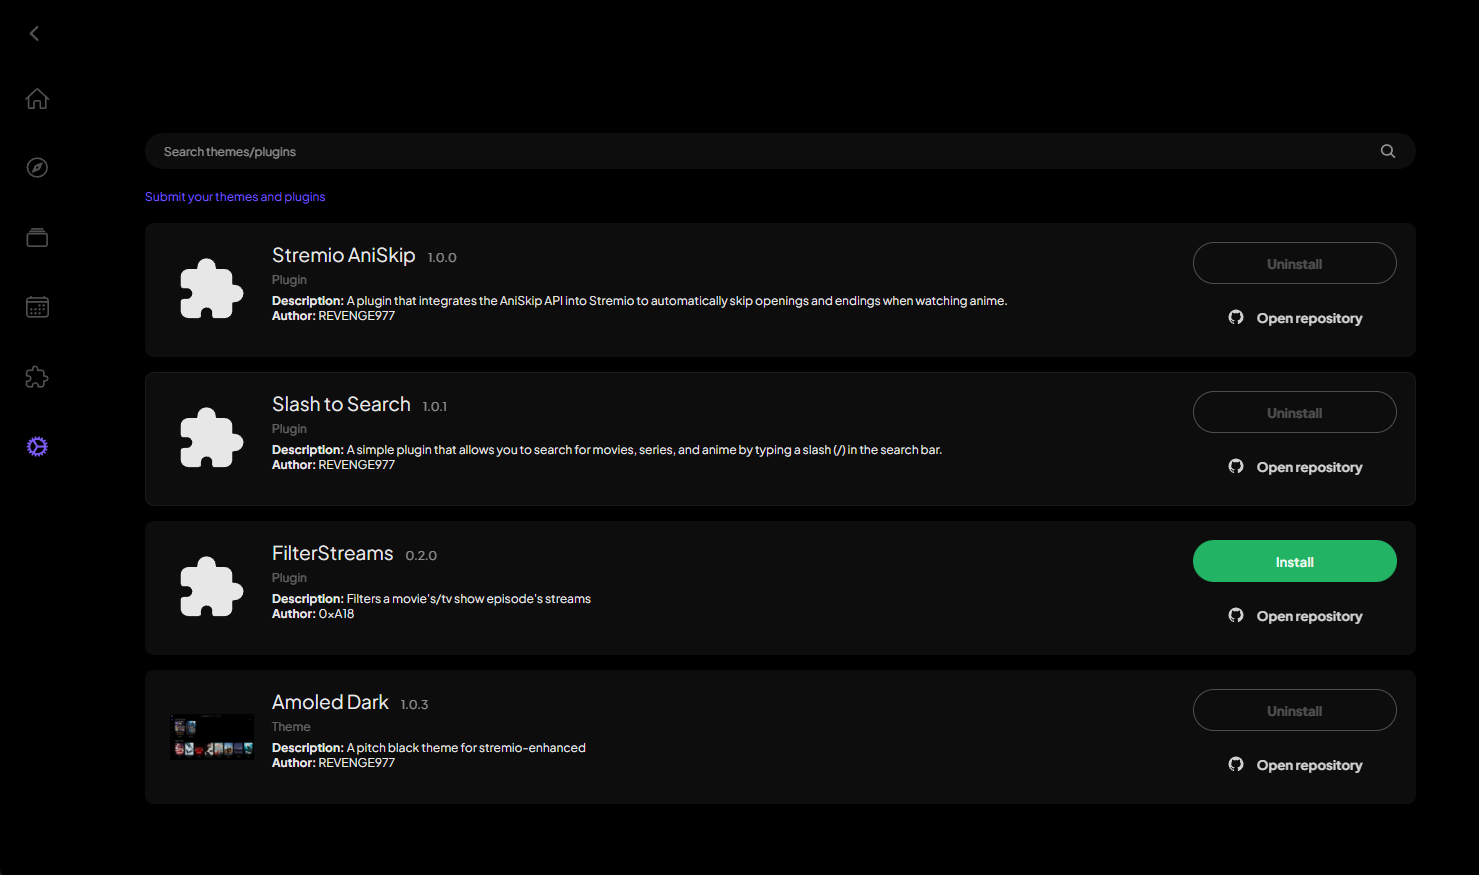 Search themes/plugins
Submit your themes and plugins
Stremio AniSkip 1.0.0
Plugin
Description: A plugin that integrates the AniSkip API into Stremio to automatically skip openings and endings when watching anime.
Author: REVENGE977
Uninstall
Open repository
Slash to Search 1.0.1
Plugin
Description: A simple plugin that allows you to search for movies, series, and anime by typing a slash (/) in the search bar.
Author: REVENGE977
Uninstall
Open repository
FilterStreams 0.2.0
Plugin
Description: Filters a movie's/tv show episode's streams
Author: 0xA18
Install
Open repository
Amoled Dark 1.0.3
Theme
Description: A pitch black theme for stremio-enhanced
Author: REVENGE977
Uninstall
Open repository